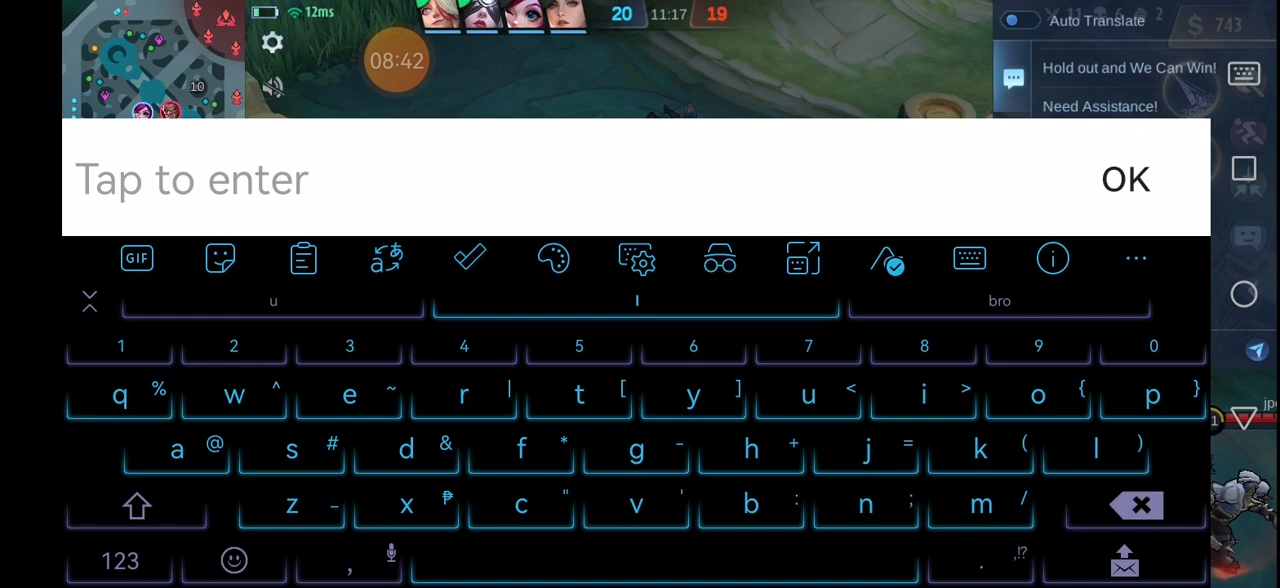 12ms
20 11:17 19
Auto Translate
743
08:42
10
Hold out and We Can Win!
Need Assistance!
Tap to enter
OK
GIF
u I bro
1 2 3 4 5 6 7 8 9 0
q % w ^ e ~ r | t [ y ] u < i > o { p }
a @ s # d & f * g - h + j = k ( l )
z _ x ₱ c " v ' b : n ; m /
123 , . ,!?